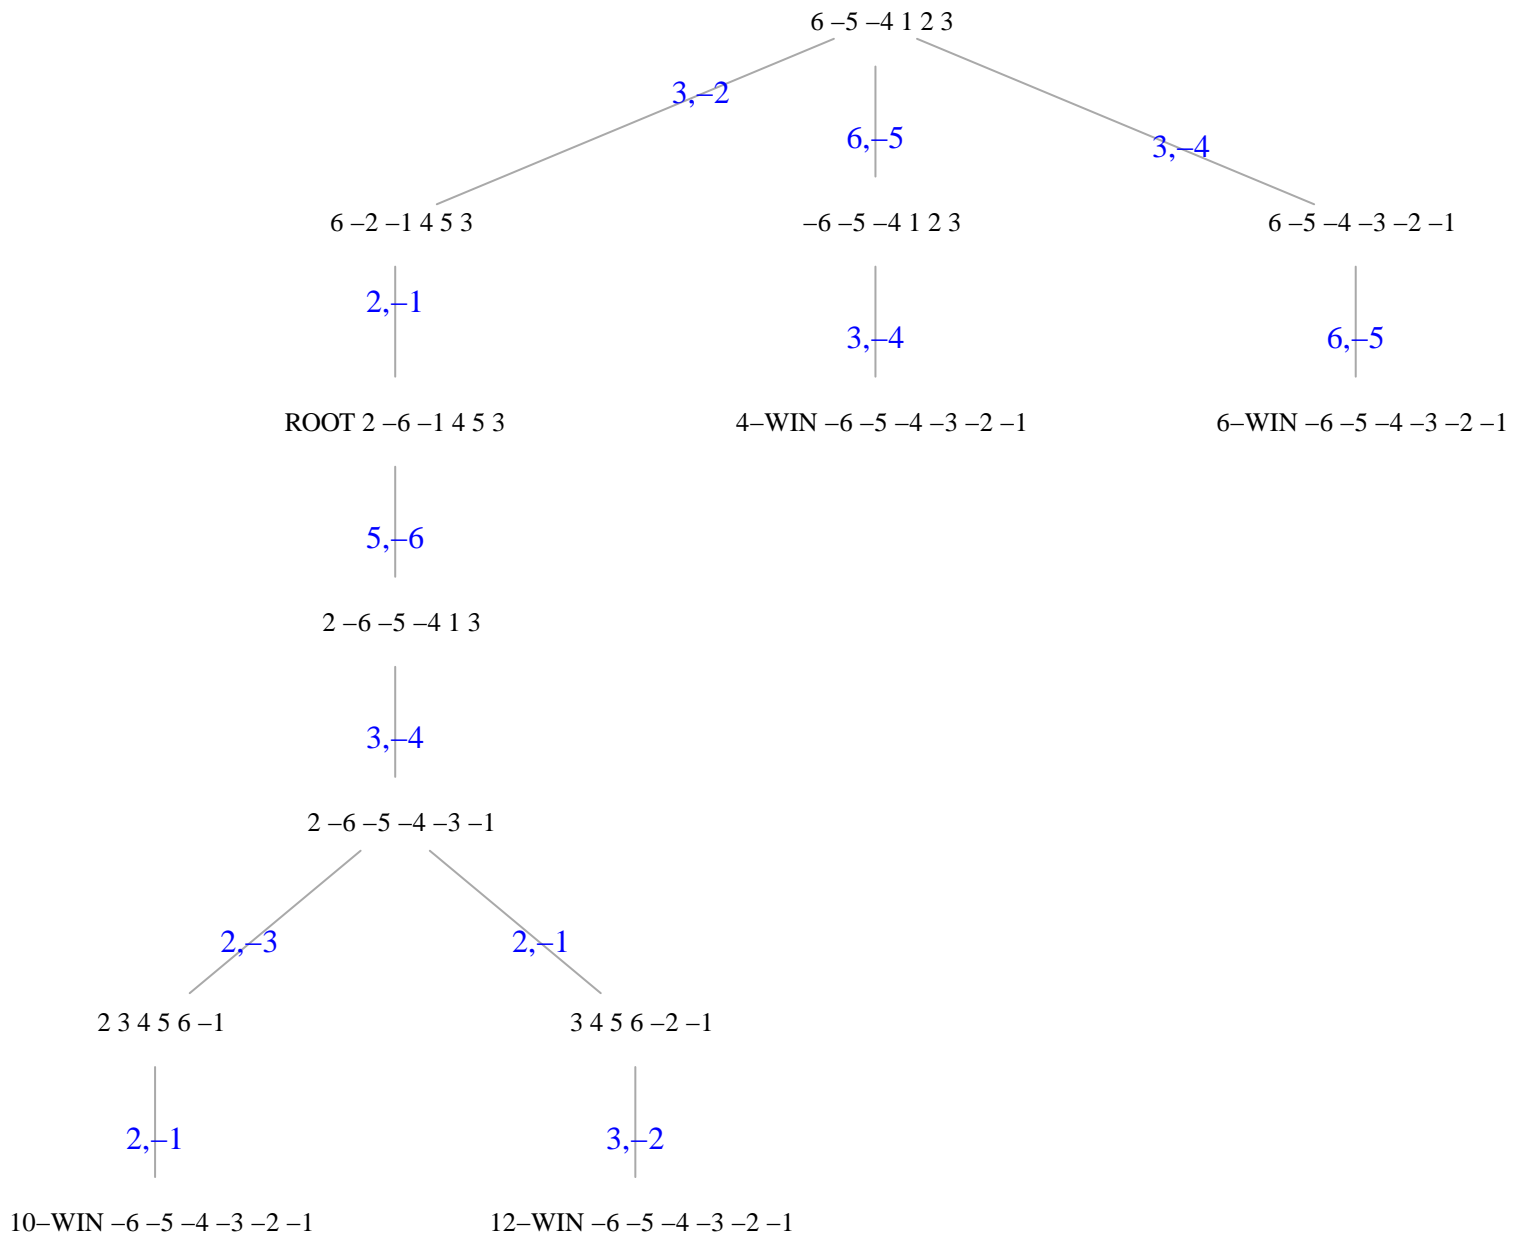 6 –5 –4 1 2 3
3,–2
6,–5
3,–4
6 –2 –1 4 5 3
–6 –5 –4 1 2 3
6 –5 –4 –3 –2 –1
2,–1
3,–4
6,–5
ROOT 2 –6 –1 4 5 3
4–WIN –6 –5 –4 –3 –2 –1
6–WIN –6 –5 –4 –3 –2 –1
5,–6
2 –6 –5 –4 1 3
3,–4
2 –6 –5 –4 –3 –1
2,–3
2,–1
2 3 4 5 6 –1
3 4 5 6 –2 –1
2,–1
3,–2
10–WIN –6 –5 –4 –3 –2 –1
12–WIN –6 –5 –4 –3 –2 –1